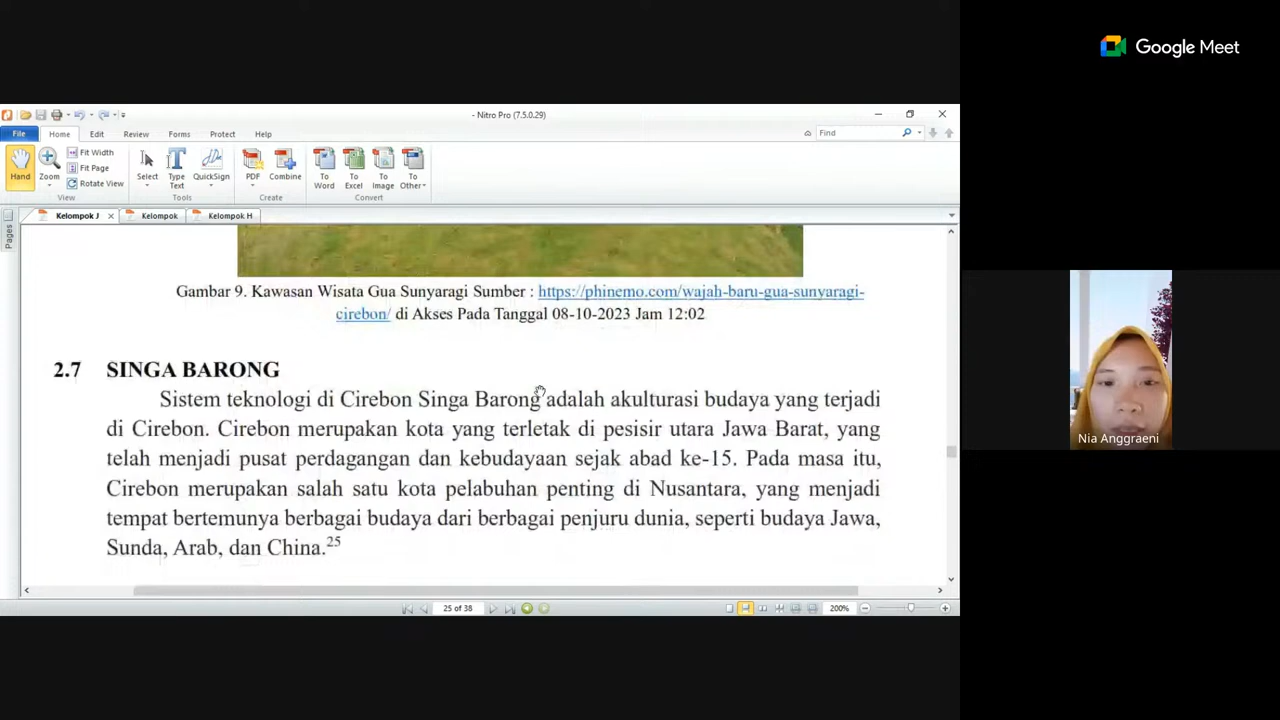 Google Meet
- Nitro Pro (7.5.0.29)
File Home Edit Review Forms Protect Help
Find
Hand
Zoom
Fit Width
Fit Page
Rotate View
View
Select
Type Text
QuickSign
Tools
PDF
Combine
Create
To Word
To Excel
To Image
To Other
Convert
Kelompok J
Kelompok
Kelompok H
Pages
Gambar 9. Kawasan Wisata Gua Sunyaragi Sumber : https://phinemo.com/wajah-baru-gua-sunyaragi-
cirebon/ di Akses Pada Tanggal 08-10-2023 Jam 12:02
2.7 SINGA BARONG
Sistem teknologi di Cirebon Singa Barong adalah akulturasi budaya yang terjadi
di Cirebon. Cirebon merupakan kota yang terletak di pesisir utara Jawa Barat, yang
telah menjadi pusat perdagangan dan kebudayaan sejak abad ke-15. Pada masa itu,
Cirebon merupakan salah satu kota pelabuhan penting di Nusantara, yang menjadi
tempat bertemunya berbagai budaya dari berbagai penjuru dunia, seperti budaya Jawa,
Sunda, Arab, dan China.25
25 of 38
200%
Nia Anggraeni